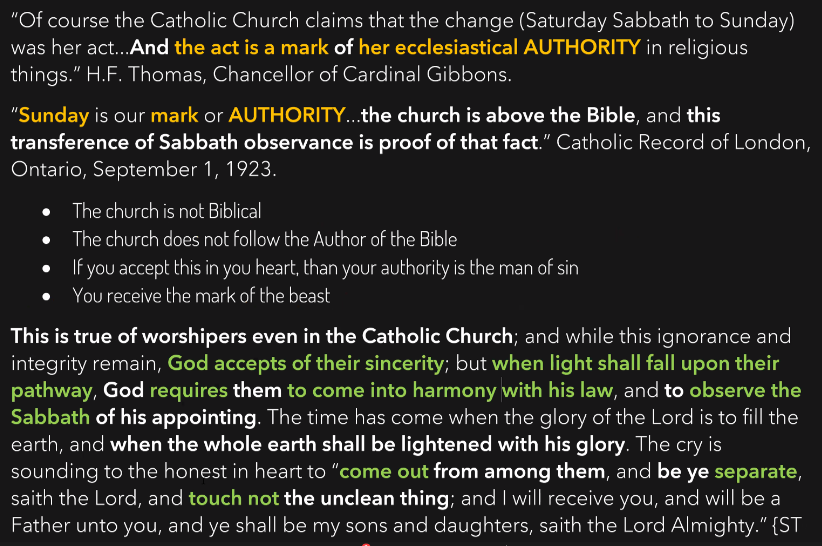 “Of course the Catholic Church claims that the change (Saturday Sabbath to Sunday)
was her act...And the act is a mark of her ecclesiastical AUTHORITY in religious
things.” H.F. Thomas, Chancellor of Cardinal Gibbons.
“Sunday is our mark or AUTHORITY...the church is above the Bible, and this
transference of Sabbath observance is proof of that fact.” Catholic Record of London,
Ontario, September 1, 1923.
• The church is not Biblical
• The church does not follow the Author of the Bible
• If you accept this in you heart, than your authority is the man of sin
• You receive the mark of the beast
This is true of worshipers even in the Catholic Church; and while this ignorance and
integrity remain, God accepts of their sincerity; but when light shall fall upon their
pathway, God requires them to come into harmony with his law, and to observe the
Sabbath of his appointing. The time has come when the glory of the Lord is to fill the
earth, and when the whole earth shall be lightened with his glory. The cry is
sounding to the honest in heart to “come out from among them, and be ye separate,
saith the Lord, and touch not the unclean thing; and I will receive you, and will be a
Father unto you, and ye shall be my sons and daughters, saith the Lord Almighty.” {ST